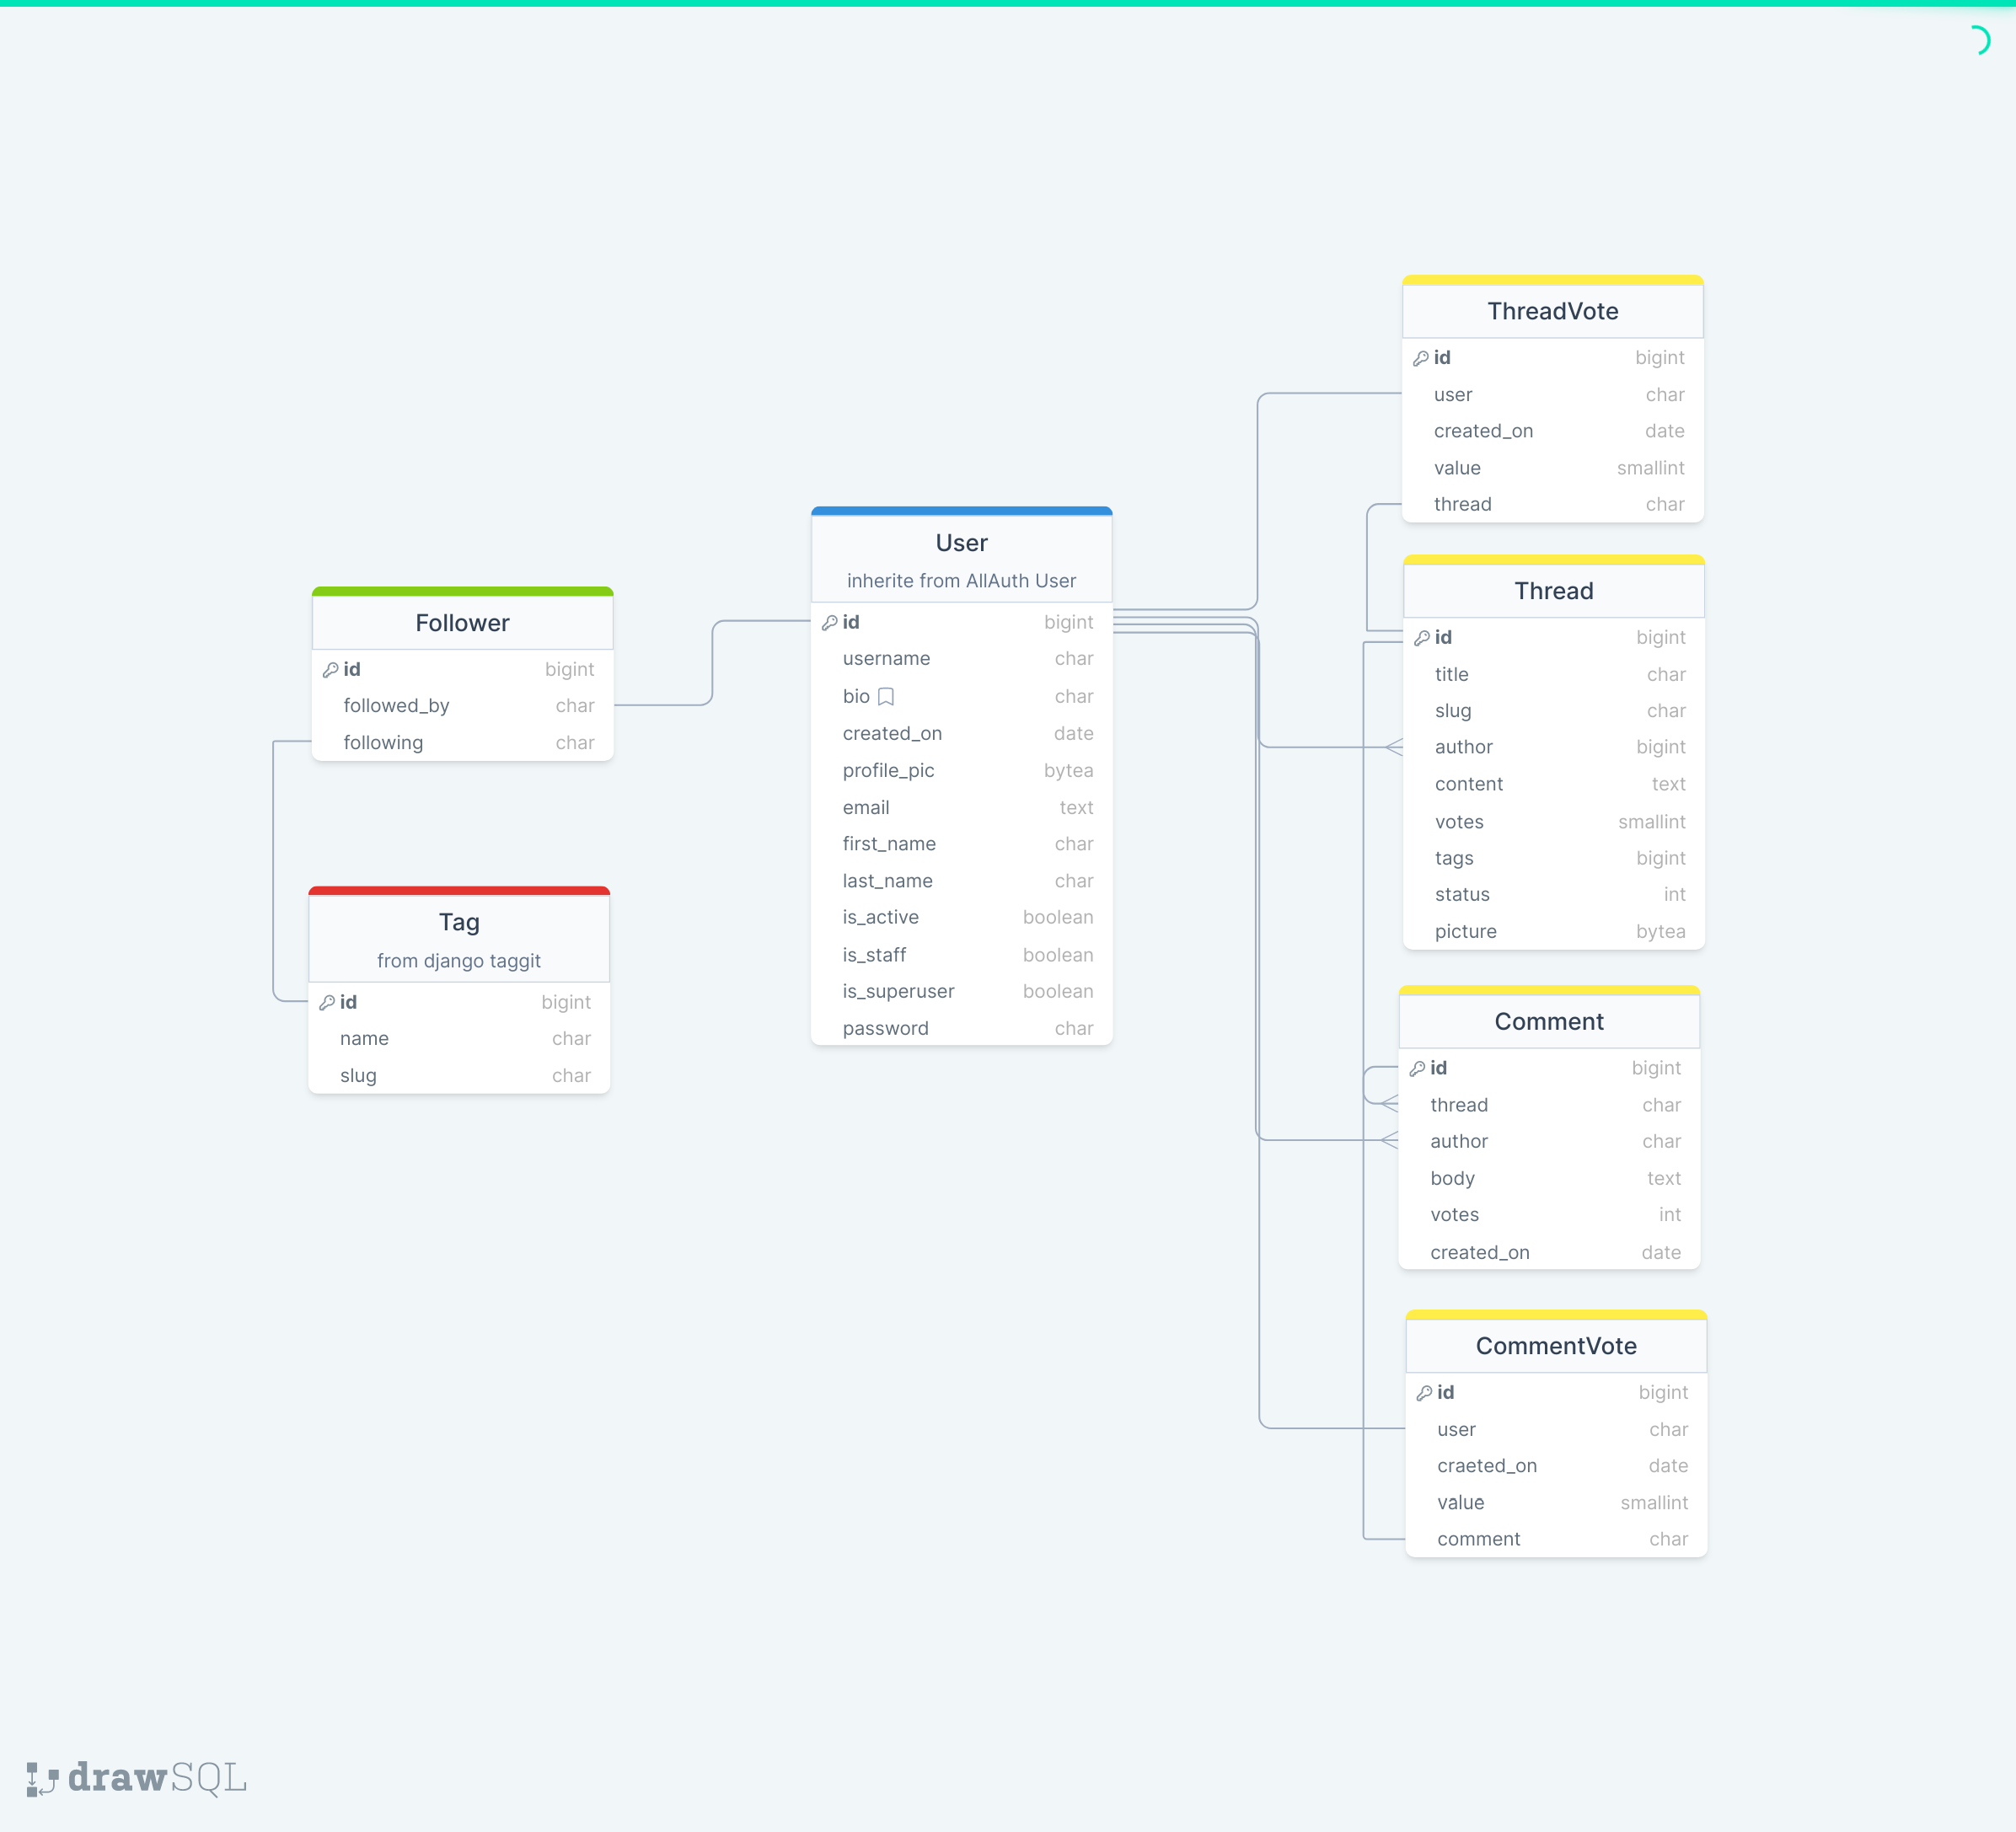 ThreadVote
id bigint
user char
created_on date
value smallint
thread char
User
inherite from AllAuth User
id bigint
username char
bio char
created_on date
profile_pic bytea
email text
first_name char
last_name char
is_active boolean
is_staff boolean
is_superuser boolean
password char
Follower
id bigint
followed_by char
following char
Thread
id bigint
title char
slug char
author bigint
content text
votes smallint
tags bigint
status int
picture bytea
Tag
from django taggit
id bigint
name char
slug char
Comment
id bigint
thread char
author char
body text
votes int
created_on date
CommentVote
id bigint
user char
craeted_on date
value smallint
comment char
drawSQL